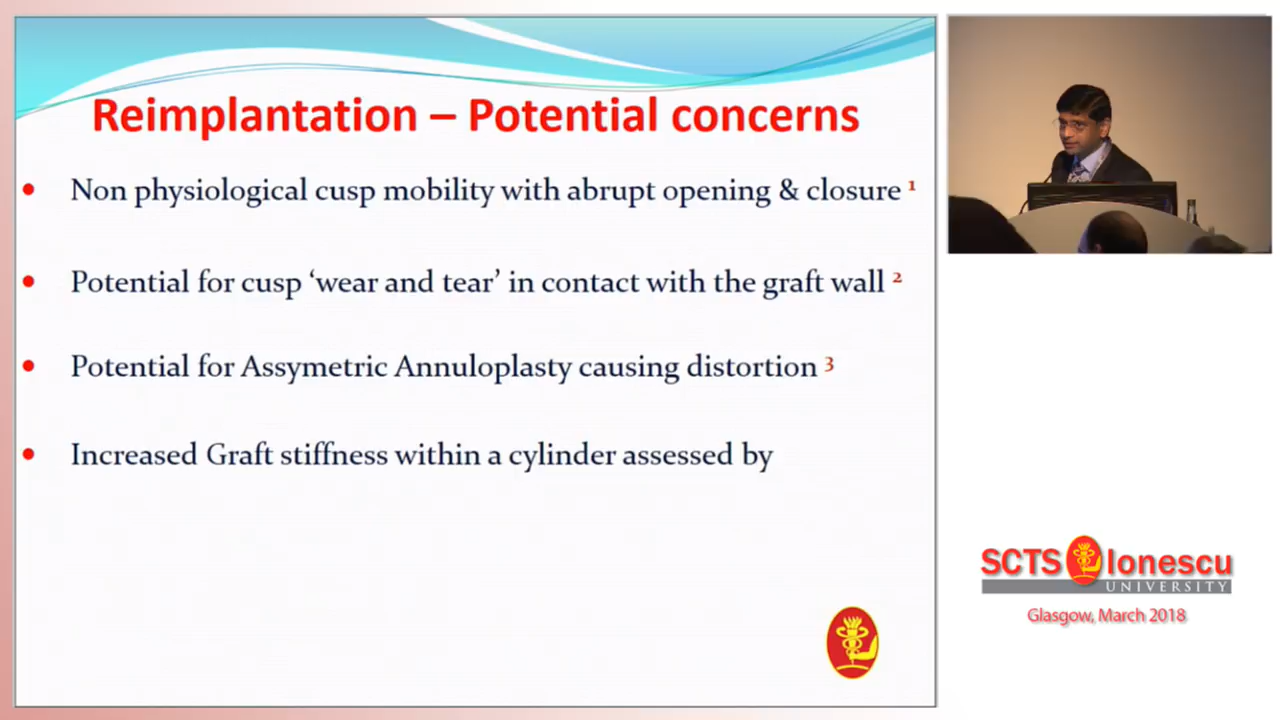 Reimplantation – Potential concerns
• Non physiological cusp mobility with abrupt opening & closure ¹
• Potential for cusp ‘wear and tear’ in contact with the graft wall ²
• Potential for Assymetric Annuloplasty causing distortion ³
• Increased Graft stiffness within a cylinder assessed by
SCTS Ionescu
UNIVERSITY
Glasgow, March 2018